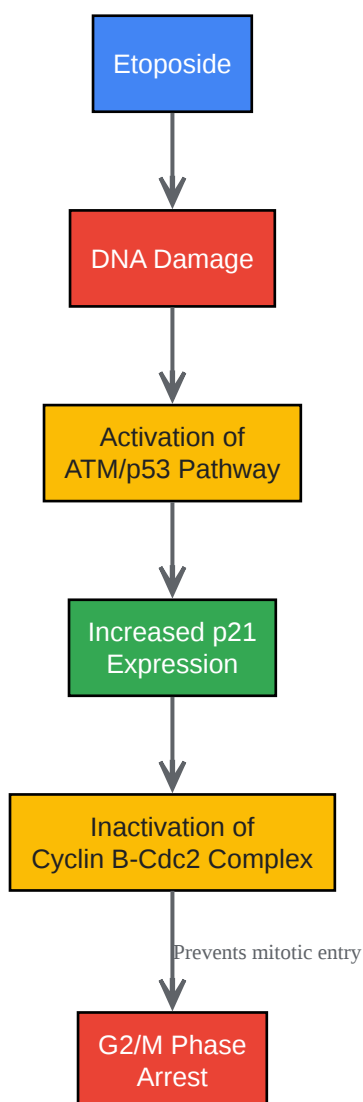 Etoposide
DNA Damage
Activation of
ATM/p53 Pathway
Increased p21
Expression
Inactivation of
Cyclin B-Cdc2 Complex
Prevents mitotic entry
G2/M Phase
Arrest